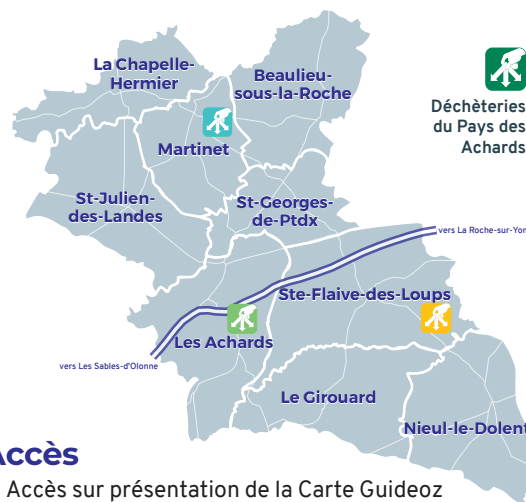 La Chapelle-
Hermier
Beaulieu-
sous-la-Roche
Déchèteries
du Pays des
Achards
Martinet
St-Julien-
des-Landes
St-Georges-
de-Ptdx
vers La Roche-sur-Yon
Ste-Flaive-des-Loups
Les Achards
vers Les Sables-d'Olonne
Le Girouard
Nieul-le-Dolent
Accès
Accès sur présentation de la Carte Guideoz